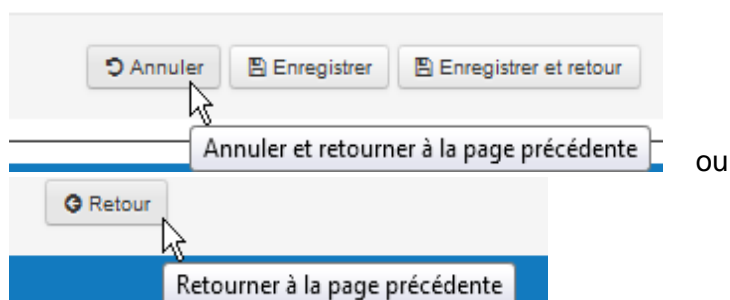 Annuler Enregistrer Enregistrer et retour
Annuler et retourner à la page précédente
ou
Retour
Retourner à la page précédente